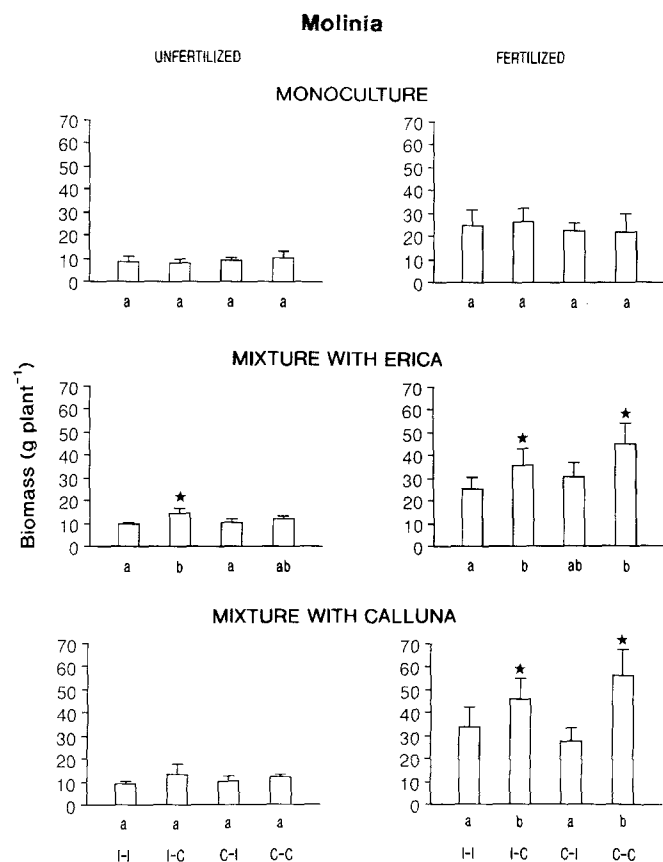 Molinia
UNFERTILIZED FERTILIZED
MONOCULTURE
70 70
60 60
50 50
40 40
30 30
20 20
10 10
0 0
a a a a a a a a
MIXTURE WITH ERICA
70 70
60 60
50 50
40 40
30 30
20 20
10 10
0 0
★ ★ ★
a b a ab a b ab b
Biomass (g plant⁻¹)
MIXTURE WITH CALLUNA
70 70
60 60
50 50
40 40
30 30
20 20
10 10
0 0
★ ★
a a a a a b a b
I-I I-C C-I C-C I-I I-C C-I C-C